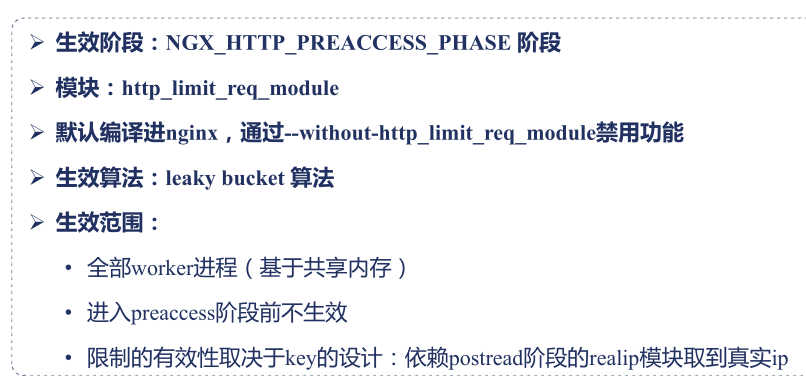 ➢ 生效阶段：NGX_HTTP_PREACCESS_PHASE 阶段
➢ 模块：http_limit_req_module
➢ 默认编译进nginx，通过--without-http_limit_req_module禁用功能
➢ 生效算法：leaky bucket 算法
➢ 生效范围：
• 全部worker进程（基于共享内存）
• 进入preaccess阶段前不生效
• 限制的有效性取决于key的设计：依赖postread阶段的realip模块取到真实ip